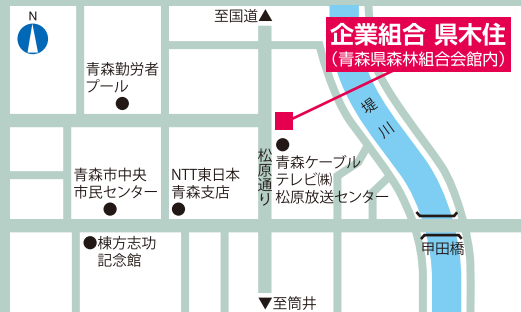 N
至国道▲
企業組合 県木住
（青森県森林組合会館内）
青森勤労者
プール
堤川
青森ケーブル
テレビ㈱
松原放送センター
松原通り
青森市中央
市民センター
NTT東日本
青森支店
棟方志功
記念館
甲田橋
▼至筒井